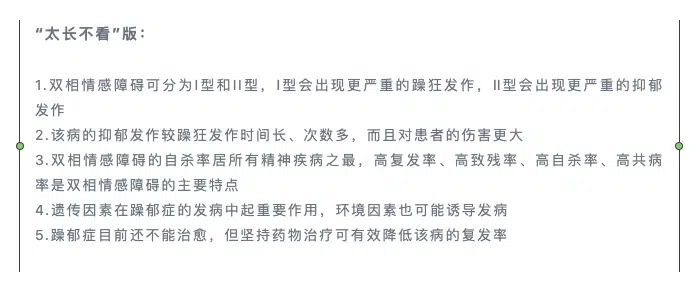 “太长不看”版：
1.双相情感障碍可分为I型和II型，I型会出现更严重的躁狂发作，II型会出现更严重的抑郁
发作
2.该病的抑郁发作较躁狂发作时间长、次数多，而且对患者的伤害更大
3.双相情感障碍的自杀率居所有精神疾病之最，高复发率、高致残率、高自杀率、高共病
率是双相情感障碍的主要特点
4.遗传因素在躁郁症的发病中起重要作用，环境因素也可能诱导发病
5.躁郁症目前还不能治愈，但坚持药物治疗可有效降低该病的复发率